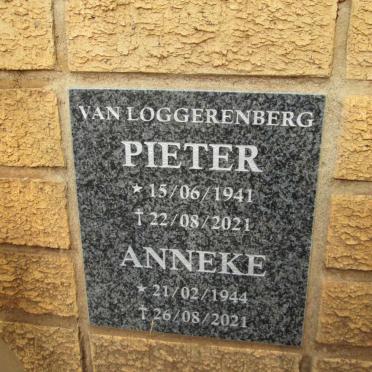 VAN LOGGERENBERG
PIETER
★ 15/06/1941
† 22/08/2021
ANNEKE
★ 21/02/1944
† 26/08/2021